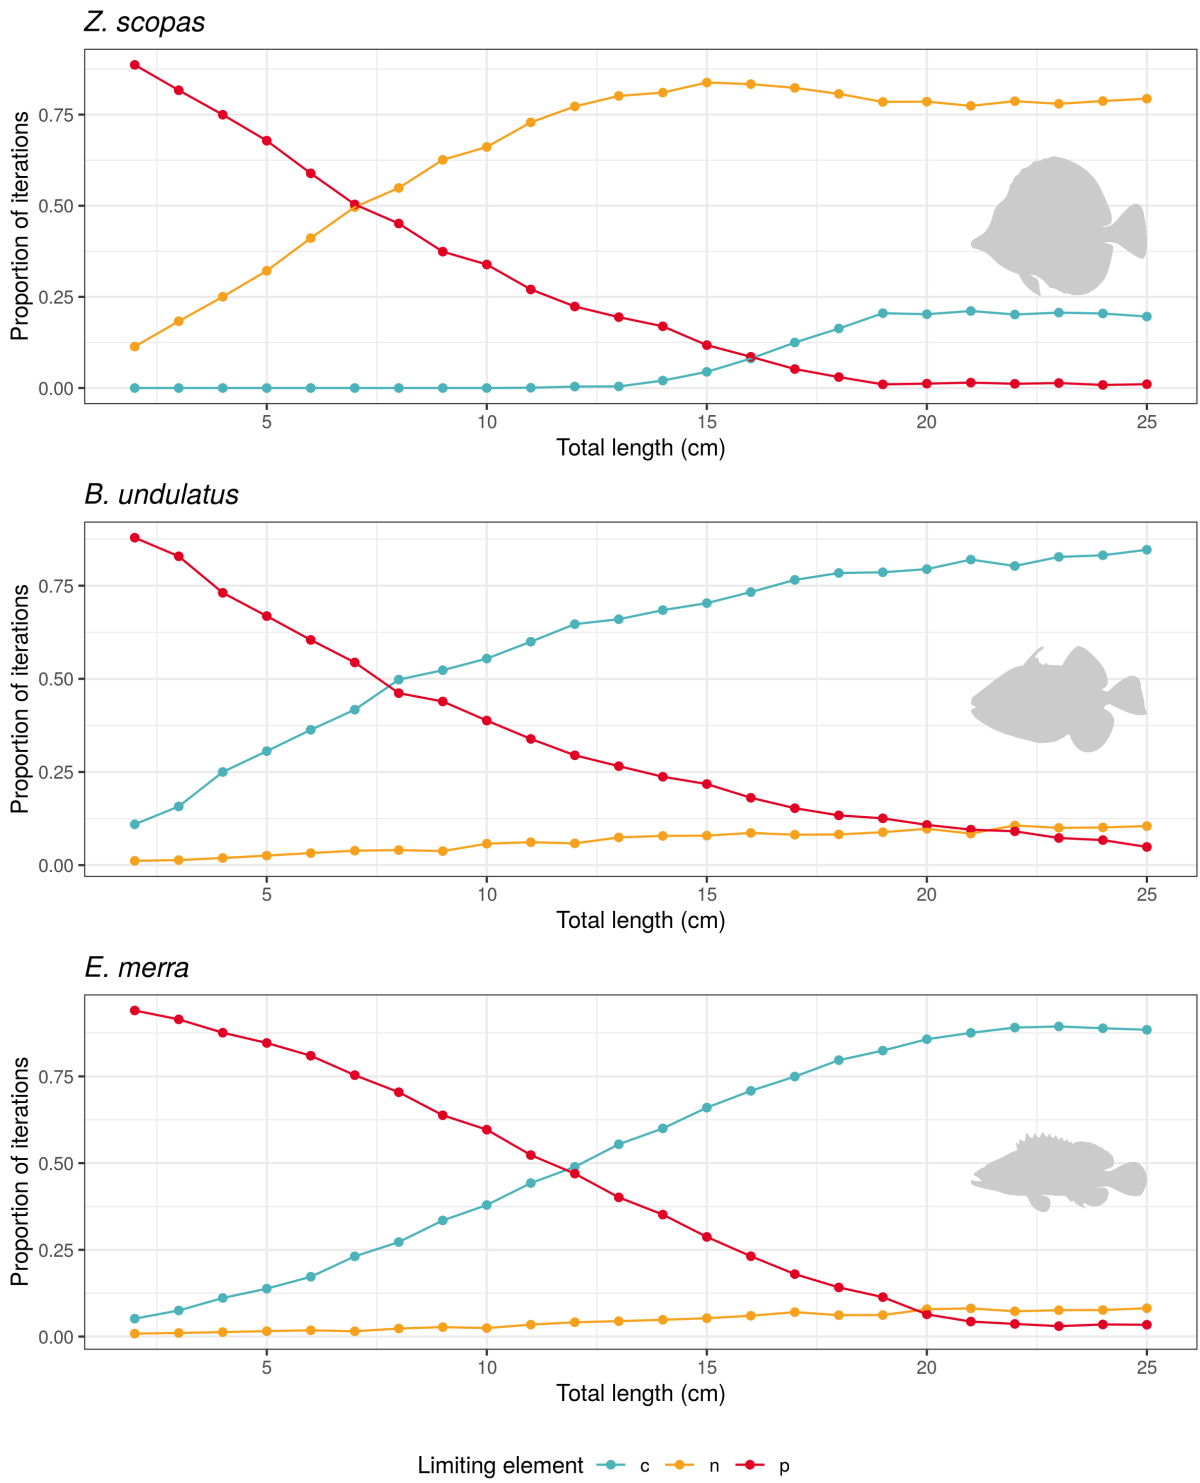 Z. scopas
Proportion of iterations
0.75
0.50
0.25
0.00
5 10 15 20 25
Total length (cm)
B. undulatus
Proportion of iterations
0.75
0.50
0.25
0.00
5 10 15 20 25
Total length (cm)
E. merra
Proportion of iterations
0.75
0.50
0.25
0.00
5 10 15 20 25
Total length (cm)
Limiting element c n p